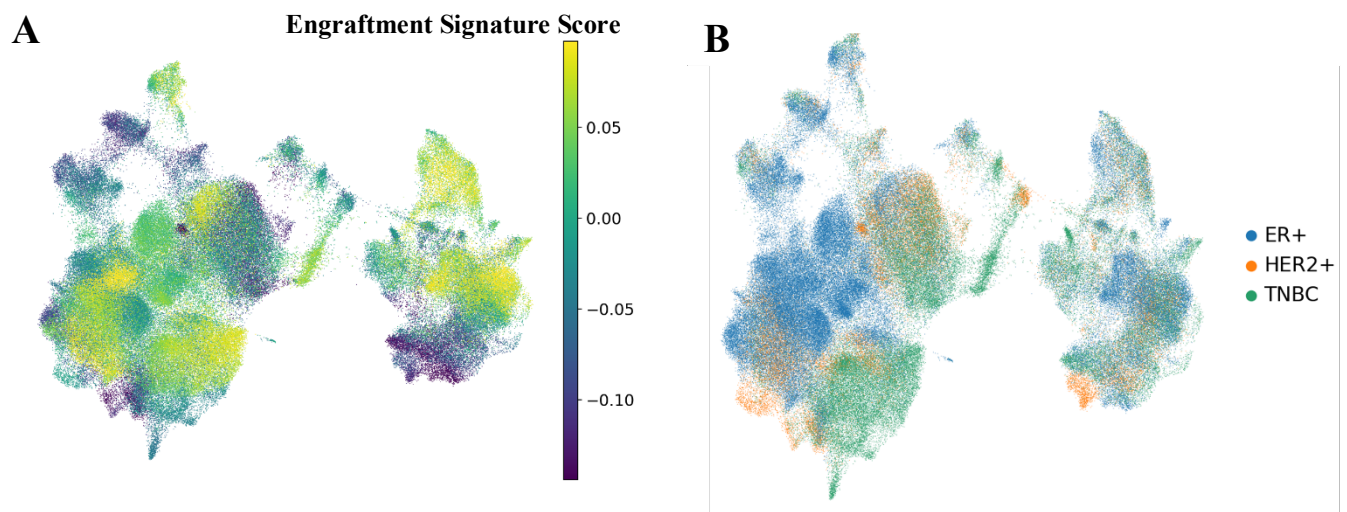 A
Engraftment Signature Score
0.05
0.00
−0.05
−0.10
B
ER+
HER2+
TNBC